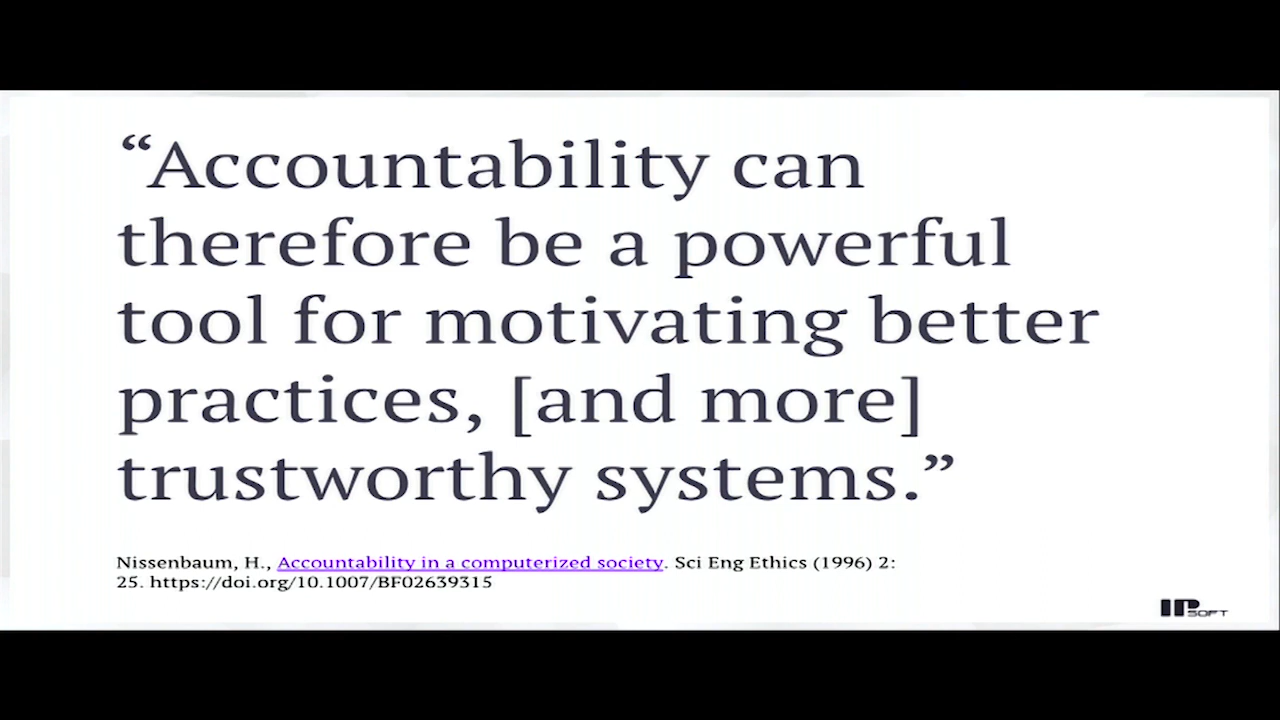 “Accountability can
therefore be a powerful
tool for motivating better
practices, [and more]
trustworthy systems.”
Nissenbaum, H., Accountability in a computerized society. Sci Eng Ethics (1996) 2:
25. https://doi.org/10.1007/BF02639315
IPSOFT